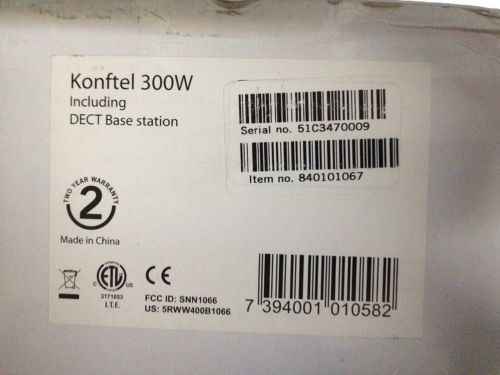 Konftel 300W
Including
DECT Base station
Serial no. 51C3470009
Item no. 840101067
TWO YEAR WARRANTY
2
Made in China
C ETL US
3171853
I.T.E.
CE
FCC ID: SNN1066
US: 5RWW400B1066
7 394001 010582